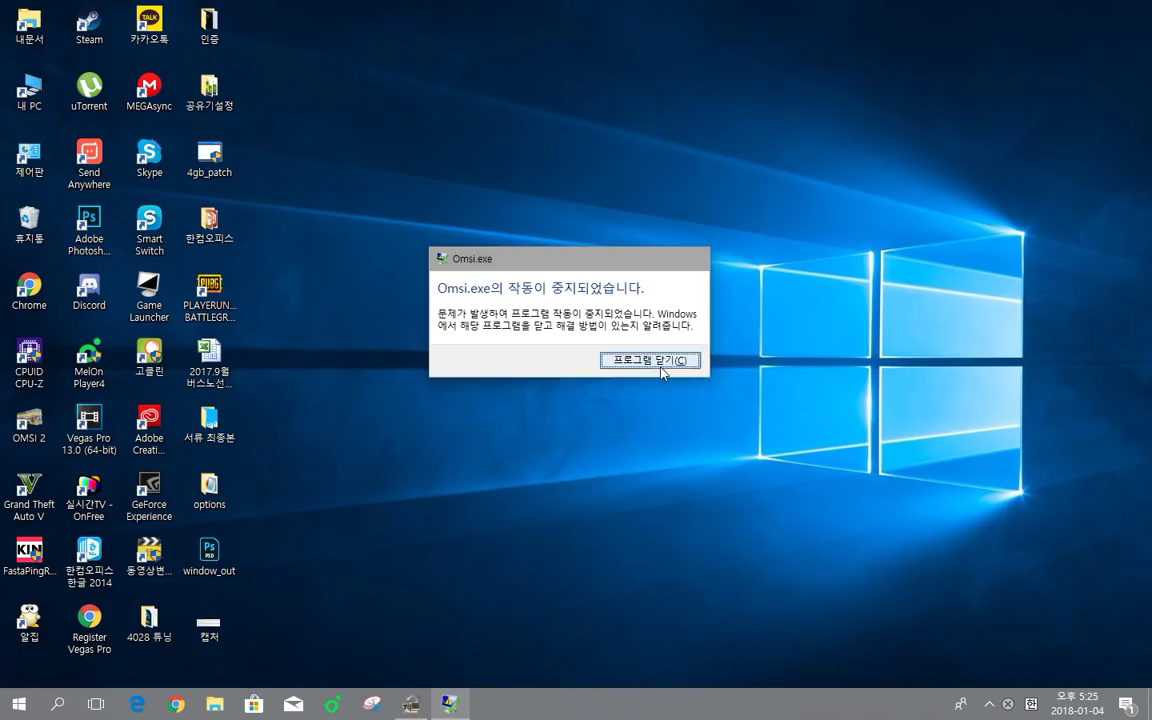 내문서
Steam
TALK
카카오톡
인증
내 PC
uTorrent
MEGAsync
공유기설정
제어판
Send
Anywhere
Skype
4gb_patch
휴지통
Ps
Adobe
Photosh...
Smart
Switch
한컴오피스
Chrome
Discord
Game
Launcher
PUBG
PLAYERUN...
BATTLEGR...
CPUID
CPU-Z
MelOn
Player4
고클린
2017.9월
버스노선...
OMSI 2
Vegas Pro
13.0 (64-bit)
Adobe
Creati...
서류 최종본
Grand Theft
Auto V
실시간TV -
OnFree
GeForce
Experience
options
KIN
FastaPingR...
한컴오피스
한글 2014
동영상변...
Ps
PSD
window_out
알집
Register
Vegas Pro
4028 튜닝
캡처
Omsi.exe
Omsi.exe의 작동이 중지되었습니다.
문제가 발생하여 프로그램 작동이 중지되었습니다. Windows
에서 해당 프로그램을 닫고 해결 방법이 있는지 알려줍니다.
프로그램 닫기(C)
한
오후 5:25
2018-01-04
1